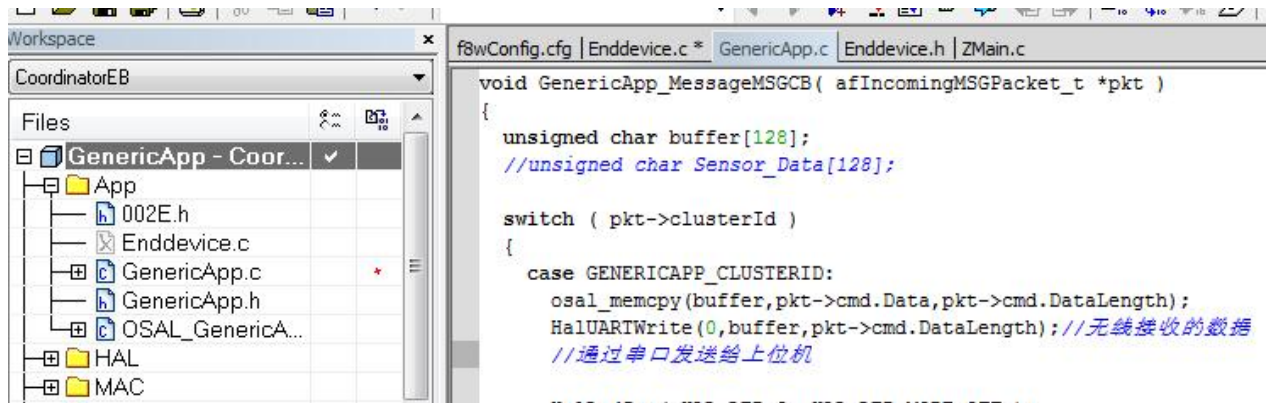 Workspace
CoordinatorEB
Files
GenericApp - Coor...
App
002E.h
Enddevice.c
GenericApp.c
GenericApp.h
OSAL_GenericA...
HAL
MAC
f8wConfig.cfg | Enddevice.c * | GenericApp.c | Enddevice.h | ZMain.c
void GenericApp_MessageMSGCB( afIncomingMSGPacket_t *pkt )
{
unsigned char buffer[128];
//unsigned char Sensor_Data[128];
switch ( pkt->clusterId )
{
case GENERICAPP_CLUSTERID:
osal_memcpy(buffer,pkt->cmd.Data,pkt->cmd.DataLength);
HalUARTWrite(0,buffer,pkt->cmd.DataLength);//无线接收的数据
//通过串口发送给上位机